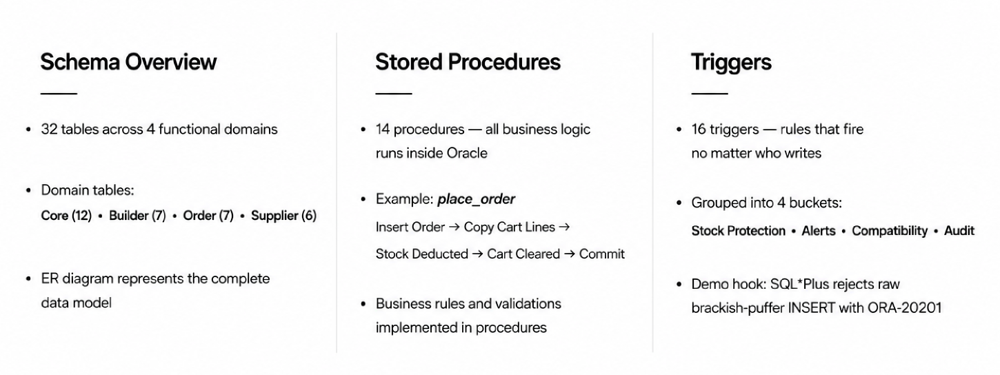 Schema Overview
• 32 tables across 4 functional domains
• Domain tables:
Core (12) • Builder (7) • Order (7) • Supplier (6)
• ER diagram represents the complete
data model
Stored Procedures
• 14 procedures — all business logic
runs inside Oracle
• Example: place_order
Insert Order → Copy Cart Lines →
Stock Deducted → Cart Cleared → Commit
• Business rules and validations
implemented in procedures
Triggers
• 16 triggers — rules that fire
no matter who writes
• Grouped into 4 buckets:
Stock Protection • Alerts • Compatibility • Audit
• Demo hook: SQL*Plus rejects raw
brackish-puffer INSERT with ORA-20201